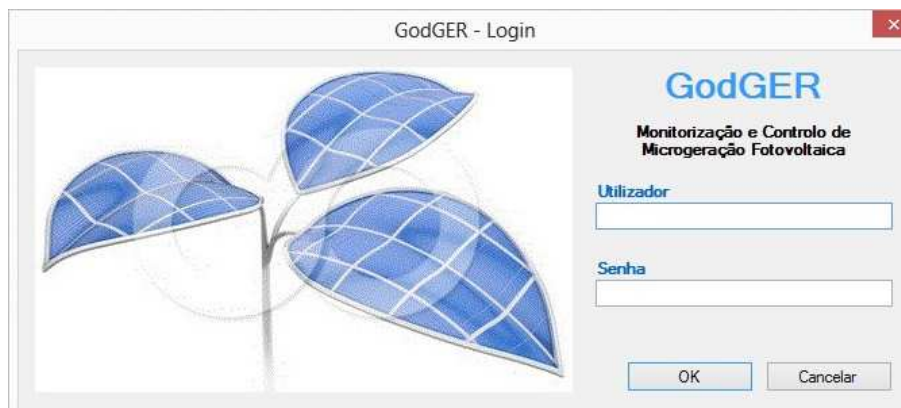 GodGER - Login
GodGER
Monitorização e Controlo de
Microgeração Fotovoltaica
Utilizador
Senha
OK
Cancelar